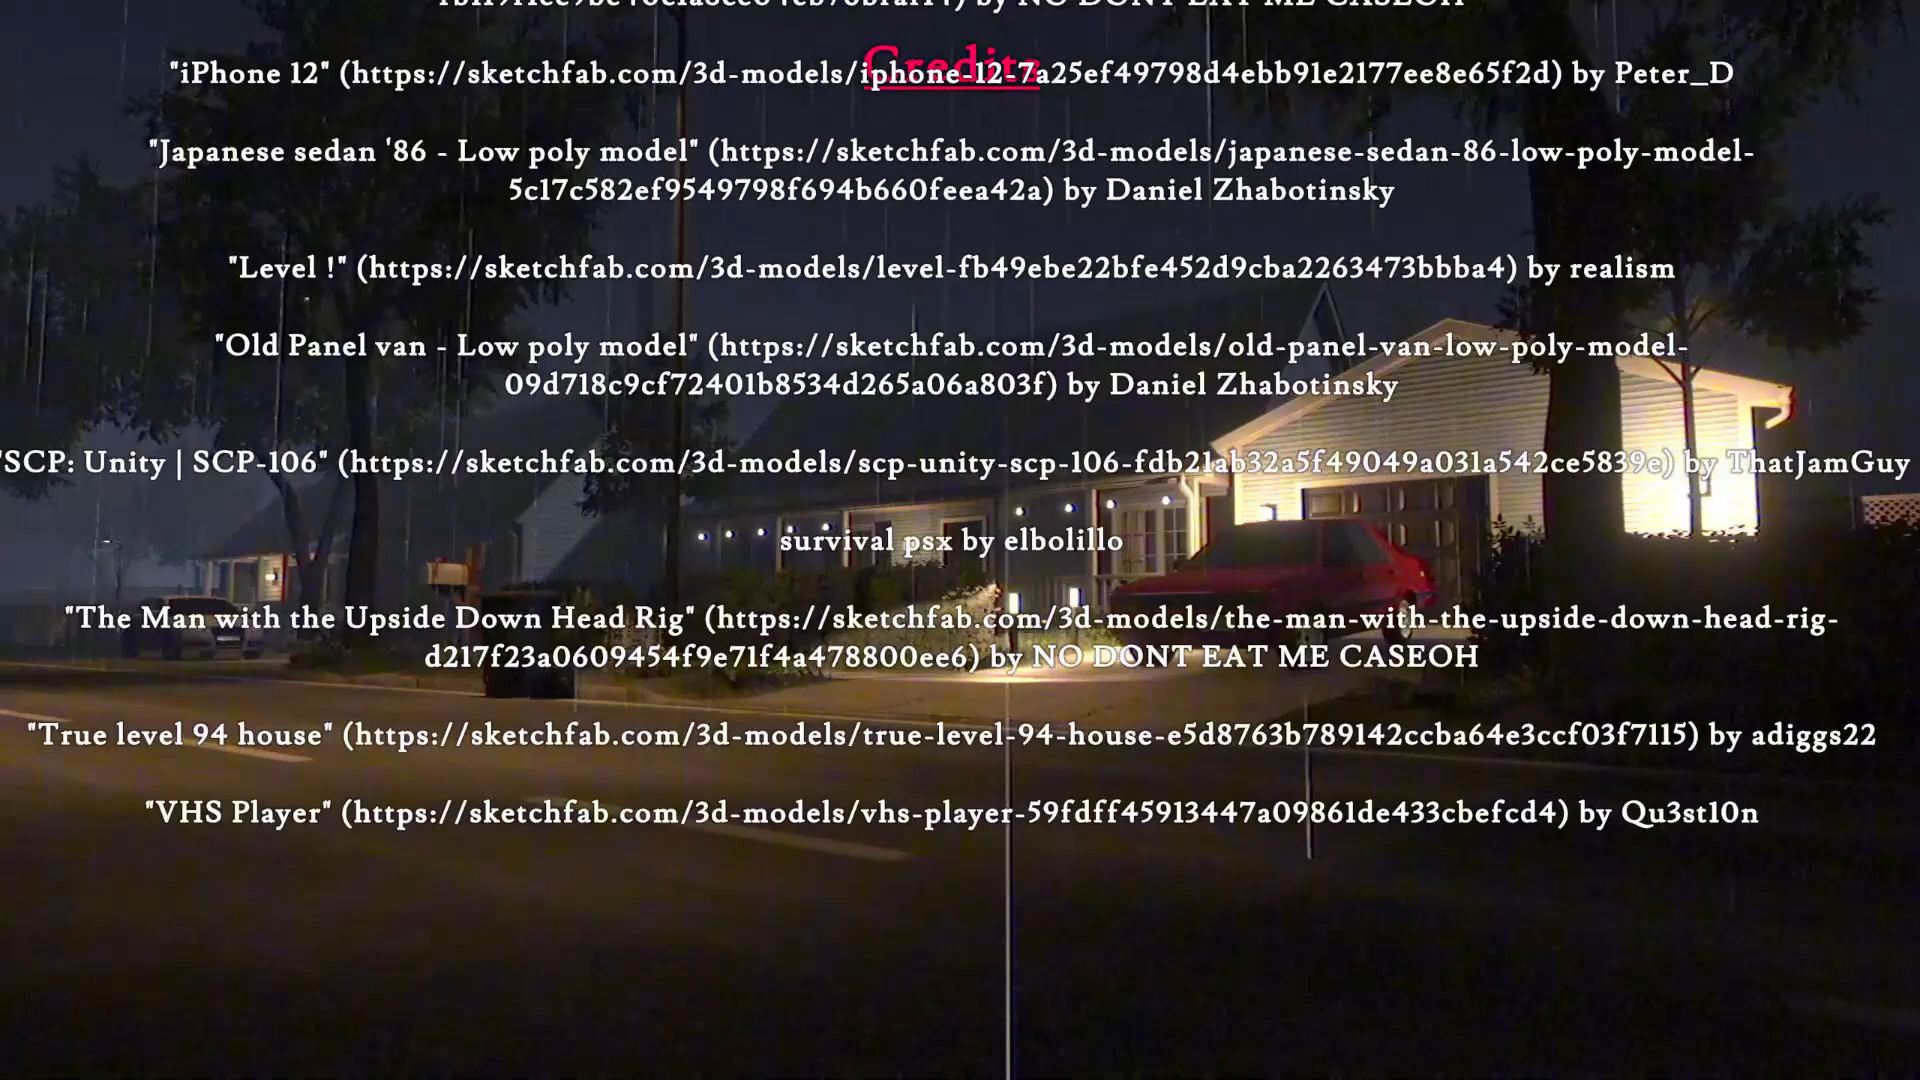 by NO DONT EAT ME CASEOH
Credits
"iPhone 12" (https://sketchfab.com/3d-models/iphone-12-7a25ef49798d4ebb91e2177ee8e65f2d) by Peter_D
"Japanese sedan '86 - Low poly model" (https://sketchfab.com/3d-models/japanese-sedan-86-low-poly-model-
5c17c582ef9549798f694b660feea42a) by Daniel Zhabotinsky
"Level !" (https://sketchfab.com/3d-models/level-fb49ebe22bfe452d9cba2263473bbba4) by realism
"Old Panel van - Low poly model" (https://sketchfab.com/3d-models/old-panel-van-low-poly-model-
09d718c9cf72401b8534d265a06a803f) by Daniel Zhabotinsky
"SCP: Unity | SCP-106" (https://sketchfab.com/3d-models/scp-unity-scp-106-fdb21ab32a5f49049a031a542ce5839e) by ThatJamGuy
survival psx by elbolillo
"The Man with the Upside Down Head Rig" (https://sketchfab.com/3d-models/the-man-with-the-upside-down-head-rig-
d217f23a0609454f9e71f4a478800ee6) by NO DONT EAT ME CASEOH
"True level 94 house" (https://sketchfab.com/3d-models/true-level-94-house-e5d8763b789142ccba64e3ccf03f7115) by adiggs22
"VHS Player" (https://sketchfab.com/3d-models/vhs-player-59fdff45913447a09861de433cbefcd4) by Qu3st10n